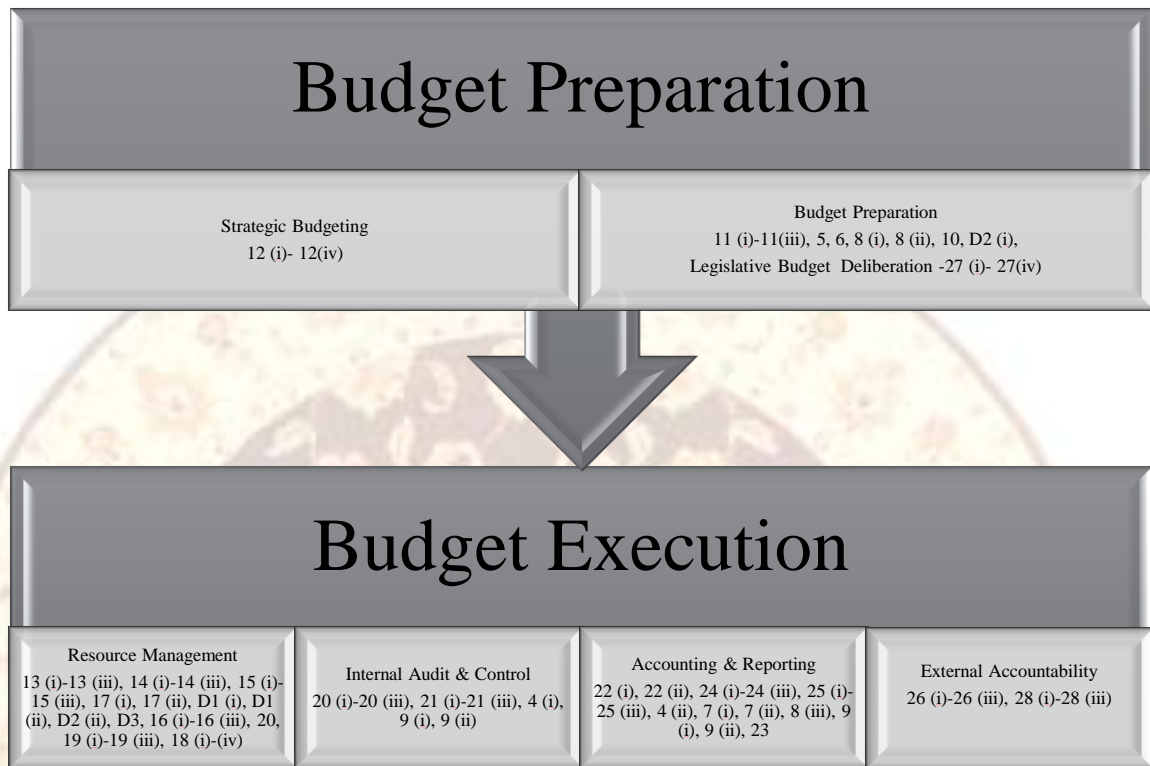 Budget Preparation
Strategic Budgeting
12 (i)- 12(iv)
Budget Preparation
11 (i)-11(iii), 5, 6, 8 (i), 8 (ii), 10, D2 (i),
Legislative Budget Deliberation -27 (i)- 27(iv)
Budget Execution
Resource Management
13 (i)-13 (iii), 14 (i)-14 (iii), 15 (i)-
15 (iii), 17 (i), 17 (ii), D1 (i), D1
(ii), D2 (ii), D3, 16 (i)-16 (iii), 20,
19 (i)-19 (iii), 18 (i)-(iv)
Internal Audit & Control
20 (i)-20 (iii), 21 (i)-21 (iii), 4 (i),
9 (i), 9 (ii)
Accounting & Reporting
22 (i), 22 (ii), 24 (i)-24 (iii), 25 (i)-
25 (iii), 4 (ii), 7 (i), 7 (ii), 8 (iii), 9
(i), 9 (ii), 23
External Accountability
26 (i)-26 (iii), 28 (i)-28 (iii)